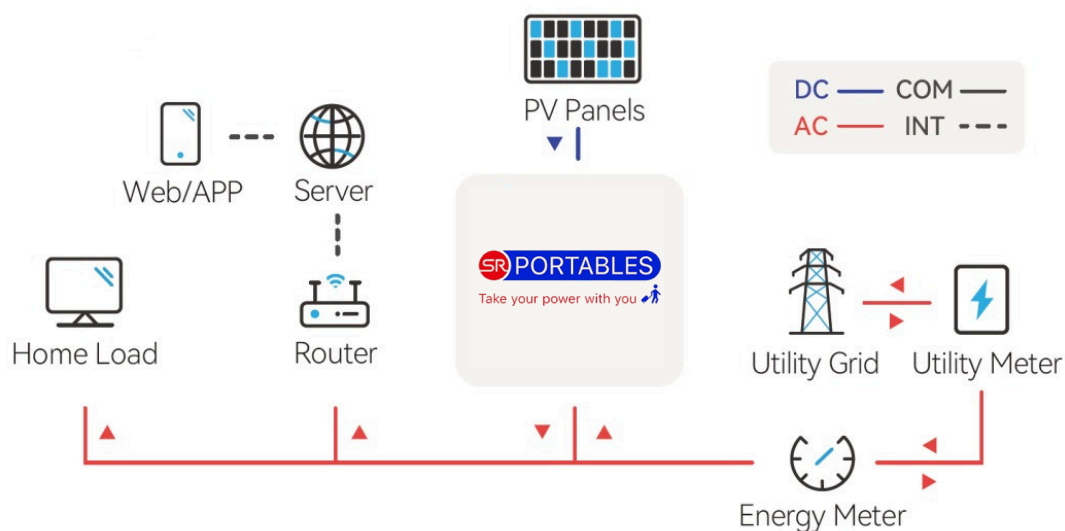 PV Panels
DC COM
AC INT
Web/APP
Server
SR PORTABLES
Take your power with you
Home Load
Router
Utility Grid
Utility Meter
Energy Meter